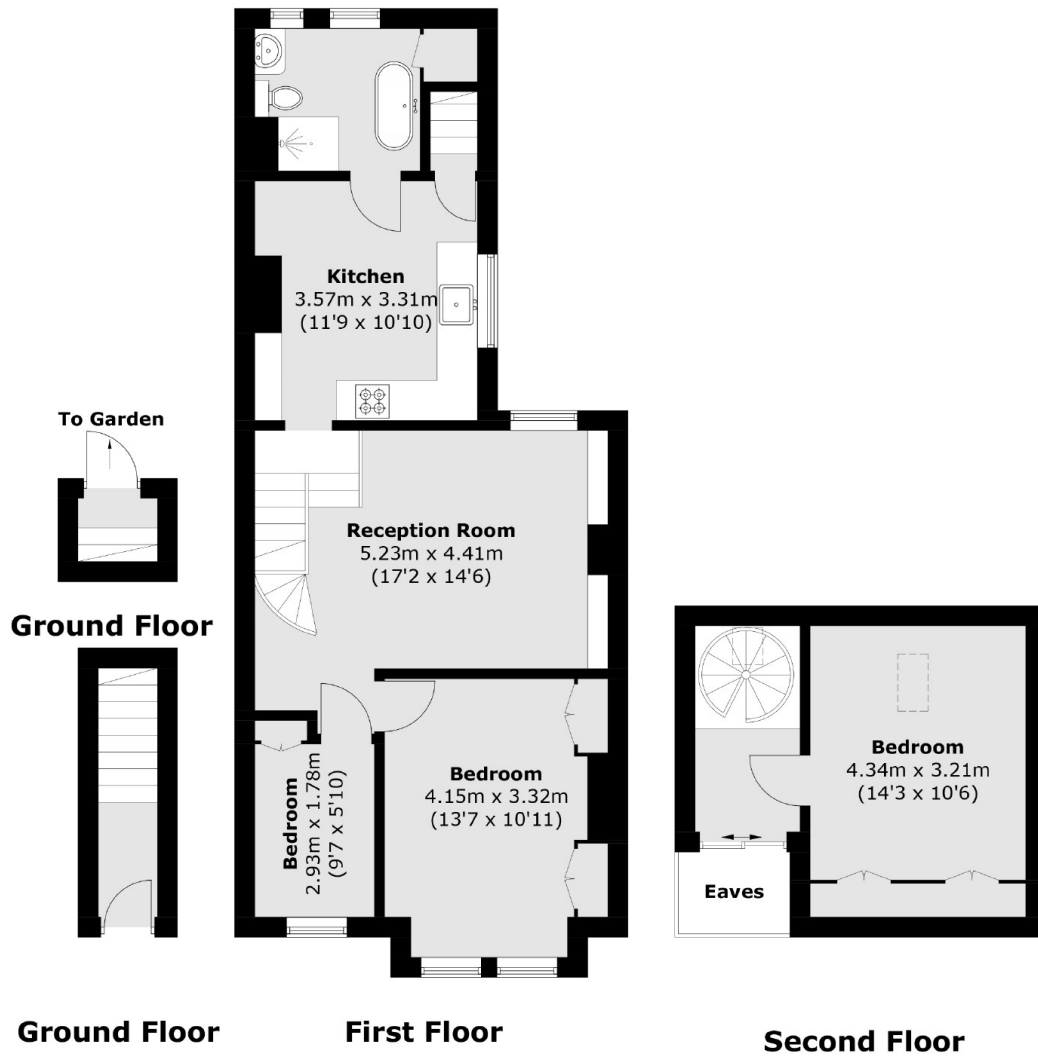 Kitchen
3.57m x 3.31m
(11'9 x 10'10)
To Garden
Reception Room
5.23m x 4.41m
(17'2 x 14'6)
Ground Floor
Bedroom
2.93m x 1.78m
(9'7 x 5'10)
Bedroom
4.15m x 3.32m
(13'7 x 10'11)
Bedroom
4.34m x 3.21m
(14'3 x 10'6)
Eaves
Ground Floor
First Floor
Second Floor